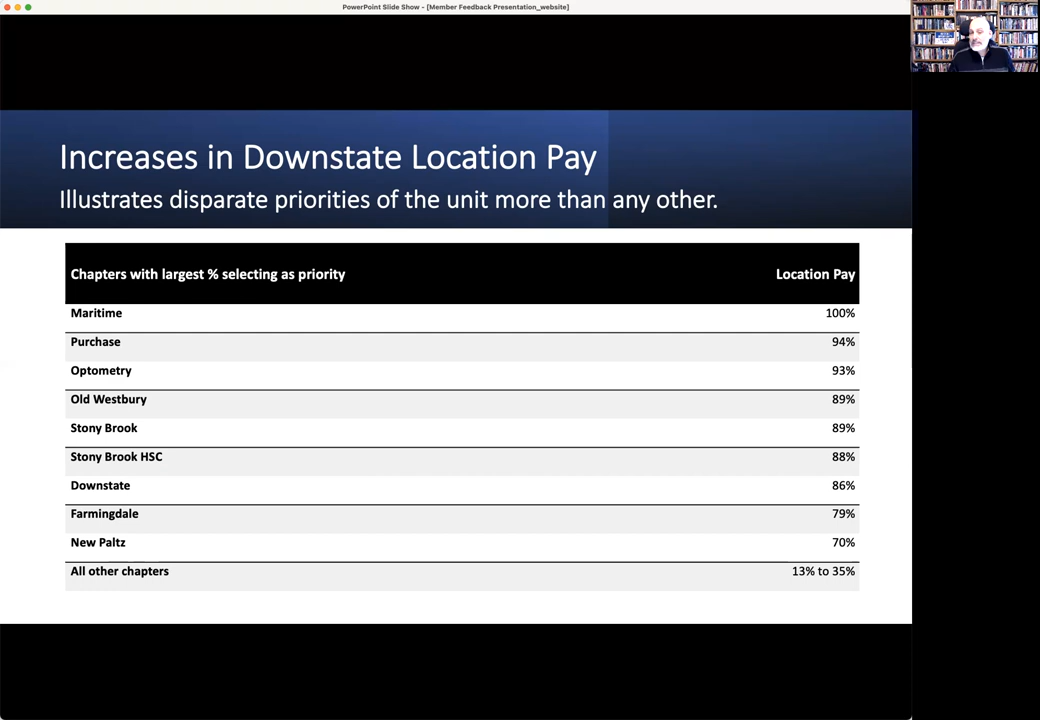 PowerPoint Slide Show - [Member Feedback Presentation_website]
Increases in Downstate Location Pay
Illustrates disparate priorities of the unit more than any other.
Chapters with largest % selecting as priority Location Pay
Maritime 100%
Purchase 94%
Optometry 93%
Old Westbury 89%
Stony Brook 89%
Stony Brook HSC 88%
Downstate 86%
Farmingdale 79%
New Paltz 70%
All other chapters 13% to 35%